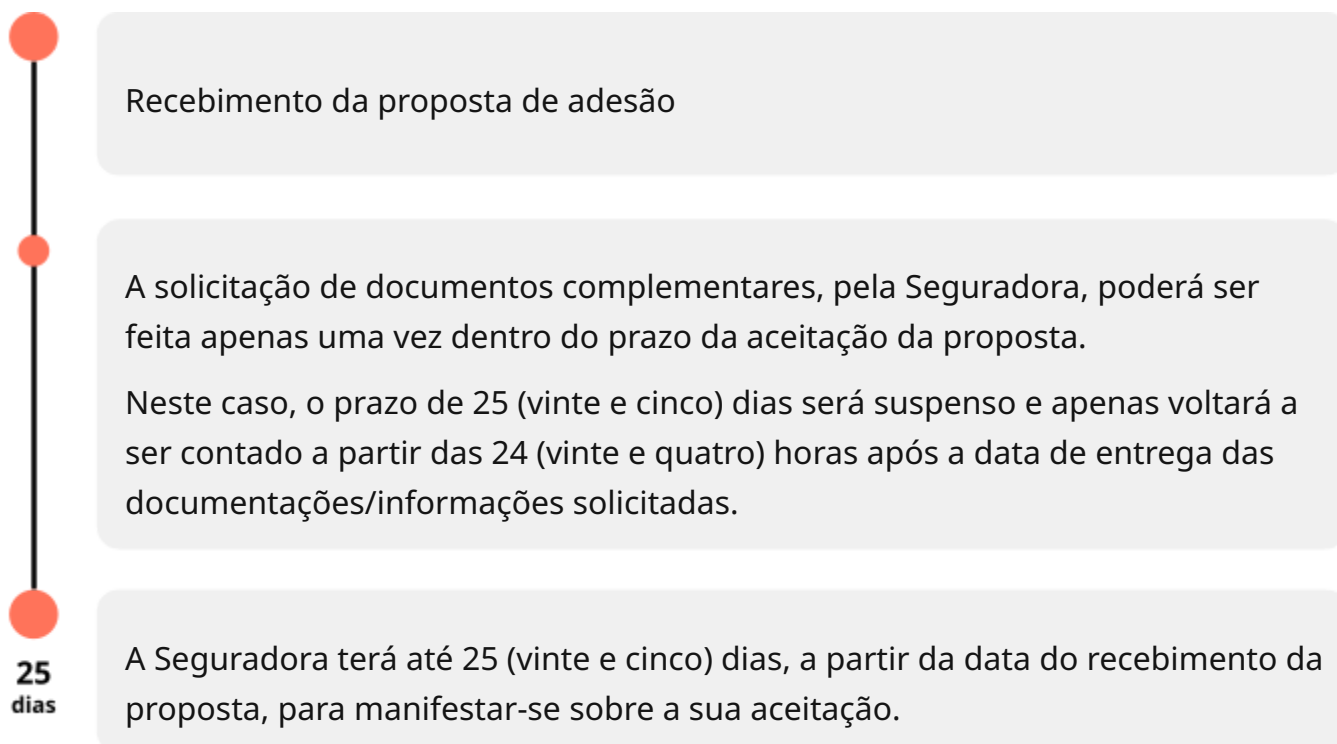 Recebimento da proposta de adesão
A solicitação de documentos complementares, pela Seguradora, poderá ser
feita apenas uma vez dentro do prazo da aceitação da proposta.
Neste caso, o prazo de 25 (vinte e cinco) dias será suspenso e apenas voltará a
ser contado a partir das 24 (vinte e quatro) horas após a data de entrega das
documentações/informações solicitadas.
25
dias
A Seguradora terá até 25 (vinte e cinco) dias, a partir da data do recebimento da
proposta, para manifestar-se sobre a sua aceitação.